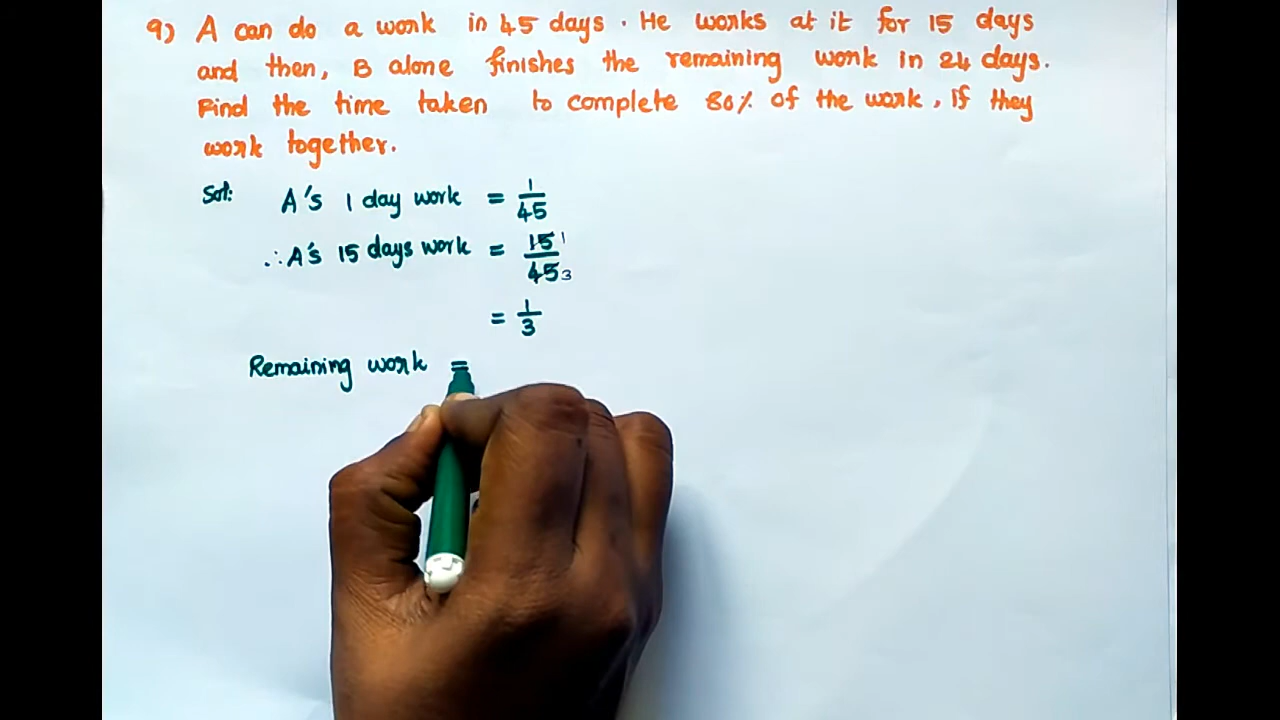 9) A can do a work in 45 days. He works at it for 15 days
and then, B alone finishes the remaining work in 24 days.
Find the time taken to complete 80% of the work, if they
work together.
Sol: A's 1 day work = 1/45
∴ A's 15 days work = 15/45 1 3
= 1/3
Remaining work =